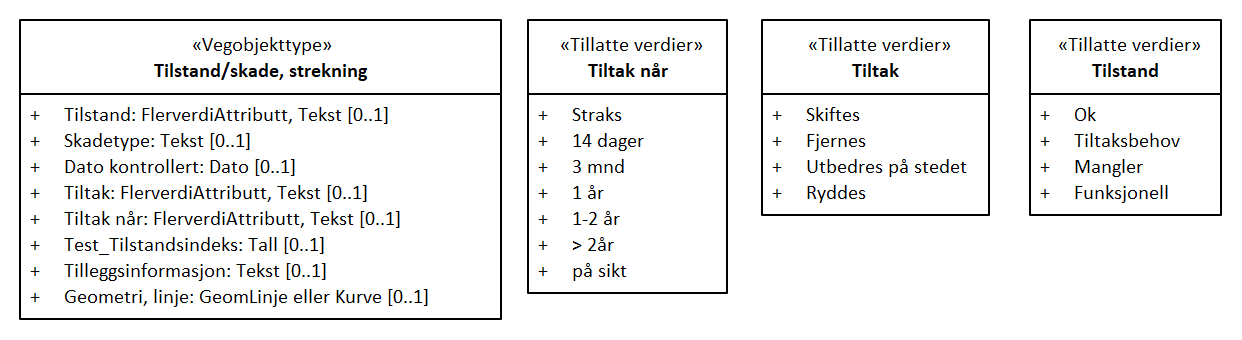 «Vegobjekttype»
Tilstand/skade, strekning
+ Tilstand: FlerverdiAttributt, Tekst [0..1]
+ Skadetype: Tekst [0..1]
+ Dato kontrollert: Dato [0..1]
+ Tiltak: FlerverdiAttributt, Tekst [0..1]
+ Tiltak når: FlerverdiAttributt, Tekst [0..1]
+ Test_Tilstandsindeks: Tall [0..1]
+ Tilleggsinformasjon: Tekst [0..1]
+ Geometri, linje: GeomLinje eller Kurve [0..1]
«Tillatte verdier»
Tiltak når
+ Straks
+ 14 dager
+ 3 mnd
+ 1 år
+ 1-2 år
+ > 2år
+ på sikt
«Tillatte verdier»
Tiltak
+ Skiftes
+ Fjernes
+ Utbedres på stedet
+ Ryddes
«Tillatte verdier»
Tilstand
+ Ok
+ Tiltaksbehov
+ Mangler
+ Funksjonell